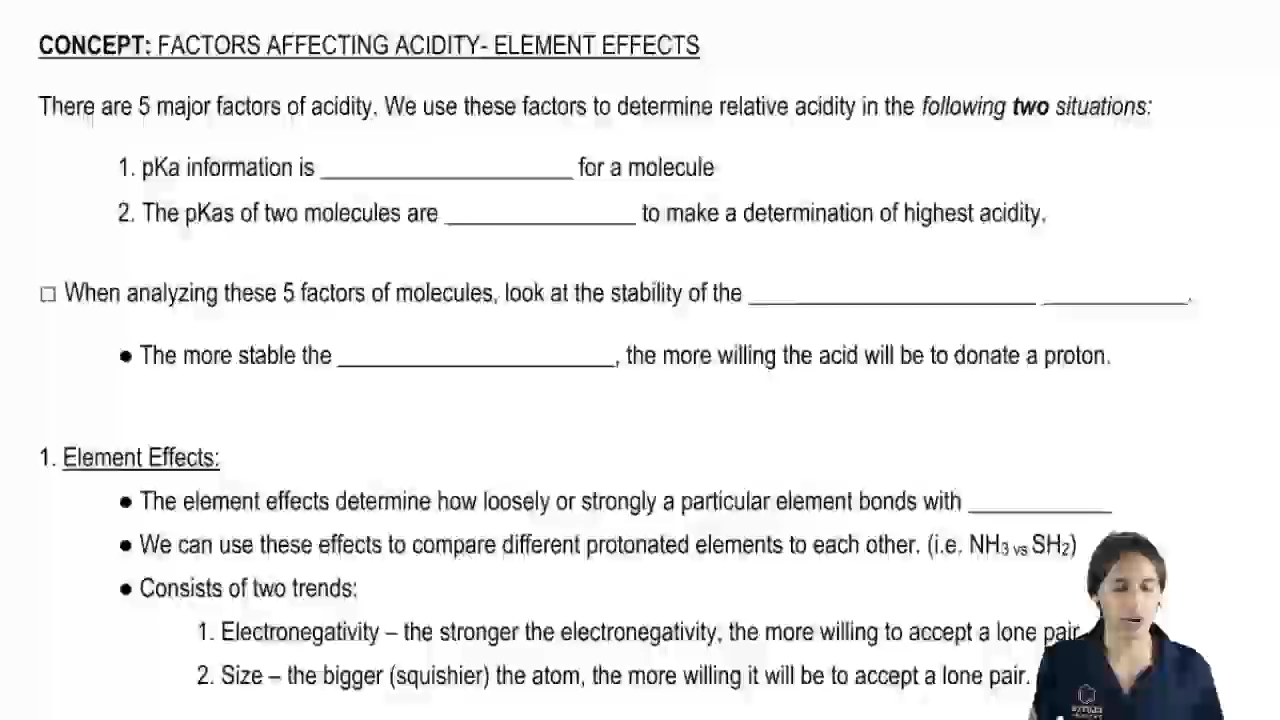 CONCEPT: FACTORS AFFECTING ACIDITY- ELEMENT EFFECTS
There are 5 major factors of acidity. We use these factors to determine relative acidity in the following two situations:
1. pKa information is ____________________ for a molecule
2. The pKas of two molecules are _______________ to make a determination of highest acidity.
□ When analyzing these 5 factors of molecules, look at the stability of the _______________________ ____________.
● The more stable the ______________________, the more willing the acid will be to donate a proton.
1. Element Effects:
● The element effects determine how loosely or strongly a particular element bonds with ___________
● We can use these effects to compare different protonated elements to each other. (i.e. NH3 vs SH2)
● Consists of two trends:
1. Electronegativity – the stronger the electronegativity, the more willing to accept a lone pair
2. Size – the bigger (squishier) the atom, the more willing it will be to accept a lone pair.